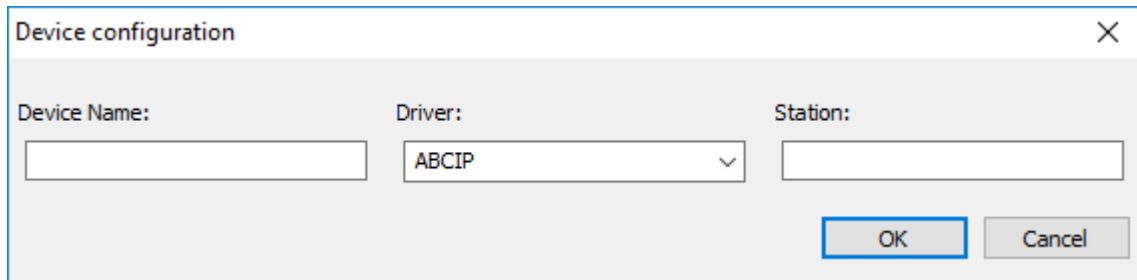 Device configuration
Device Name: Driver: Station:
ABCIP
OK Cancel